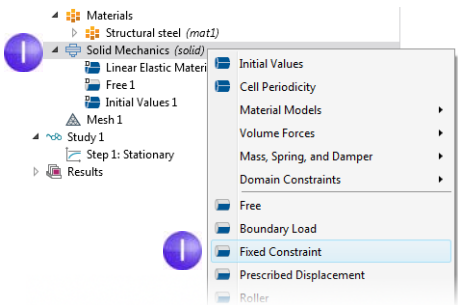 Materials
Structural steel (mat1)
Solid Mechanics (solid)
Linear Elastic Materi
Free 1
Initial Values 1
Mesh 1
Study 1
Step 1: Stationary
Results
Initial Values
Cell Periodicity
Material Models
Volume Forces
Mass, Spring, and Damper
Domain Constraints
Free
Boundary Load
Fixed Constraint
Prescribed Displacement
Roller